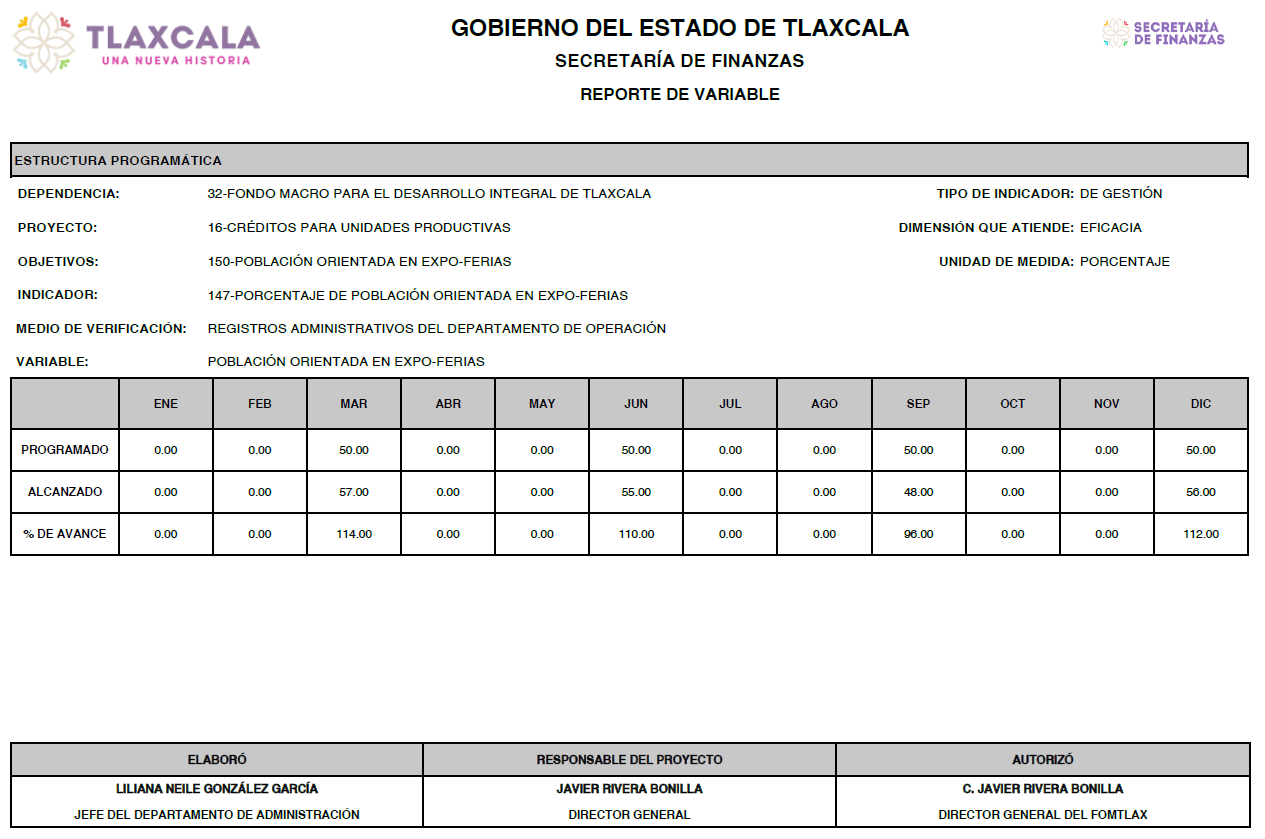 TLAXCALA
UNA NUEVA HISTORIA
GOBIERNO DEL ESTADO DE TLAXCALA
SECRETARÍA DE FINANZAS
REPORTE DE VARIABLE
SECRETARÍA
DE FINANZAS
ESTRUCTURA PROGRAMÁTICA
DEPENDENCIA: 32-FONDO MACRO PARA EL DESARROLLO INTEGRAL DE TLAXCALA TIPO DE INDICADOR: DE GESTIÓN
PROYECTO: 16-CRÉDITOS PARA UNIDADES PRODUCTIVAS DIMENSIÓN QUE ATIENDE: EFICACIA
OBJETIVOS: 150-POBLACIÓN ORIENTADA EN EXPO-FERIAS UNIDAD DE MEDIDA: PORCENTAJE
INDICADOR: 147-PORCENTAJE DE POBLACIÓN ORIENTADA EN EXPO-FERIAS
MEDIO DE VERIFICACIÓN: REGISTROS ADMINISTRATIVOS DEL DEPARTAMENTO DE OPERACIÓN
VARIABLE: POBLACIÓN ORIENTADA EN EXPO-FERIAS
ENE FEB MAR ABR MAY JUN JUL AGO SEP OCT NOV DIC
PROGRAMADO 0.00 0.00 50.00 0.00 0.00 50.00 0.00 0.00 50.00 0.00 0.00 50.00
ALCANZADO 0.00 0.00 57.00 0.00 0.00 55.00 0.00 0.00 48.00 0.00 0.00 56.00
% DE AVANCE 0.00 0.00 114.00 0.00 0.00 110.00 0.00 0.00 96.00 0.00 0.00 112.00
ELABORÓ RESPONSABLE DEL PROYECTO AUTORIZÓ
LILIANA NEILE GONZÁLEZ GARCÍA JAVIER RIVERA BONILLA C. JAVIER RIVERA BONILLA
JEFE DEL DEPARTAMENTO DE ADMINISTRACIÓN DIRECTOR GENERAL DIRECTOR GENERAL DEL FOMTLAX